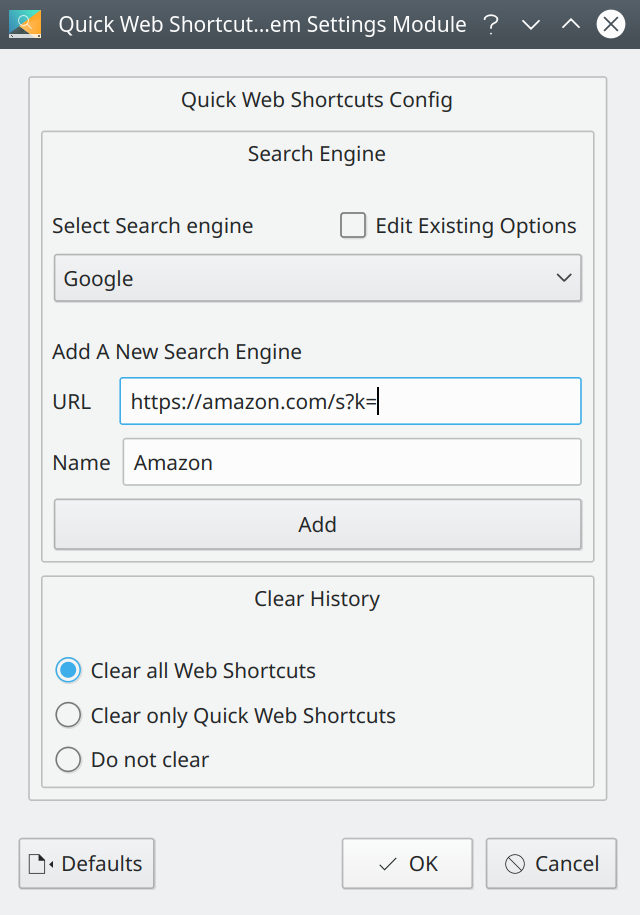 Quick Web Shortcut...em Settings Module
Quick Web Shortcuts Config
Search Engine
Select Search engine
Edit Existing Options
Google
Add A New Search Engine
URL
https://amazon.com/s?k=
Name
Amazon
Add
Clear History
Clear all Web Shortcuts
Clear only Quick Web Shortcuts
Do not clear
Defaults
OK
Cancel